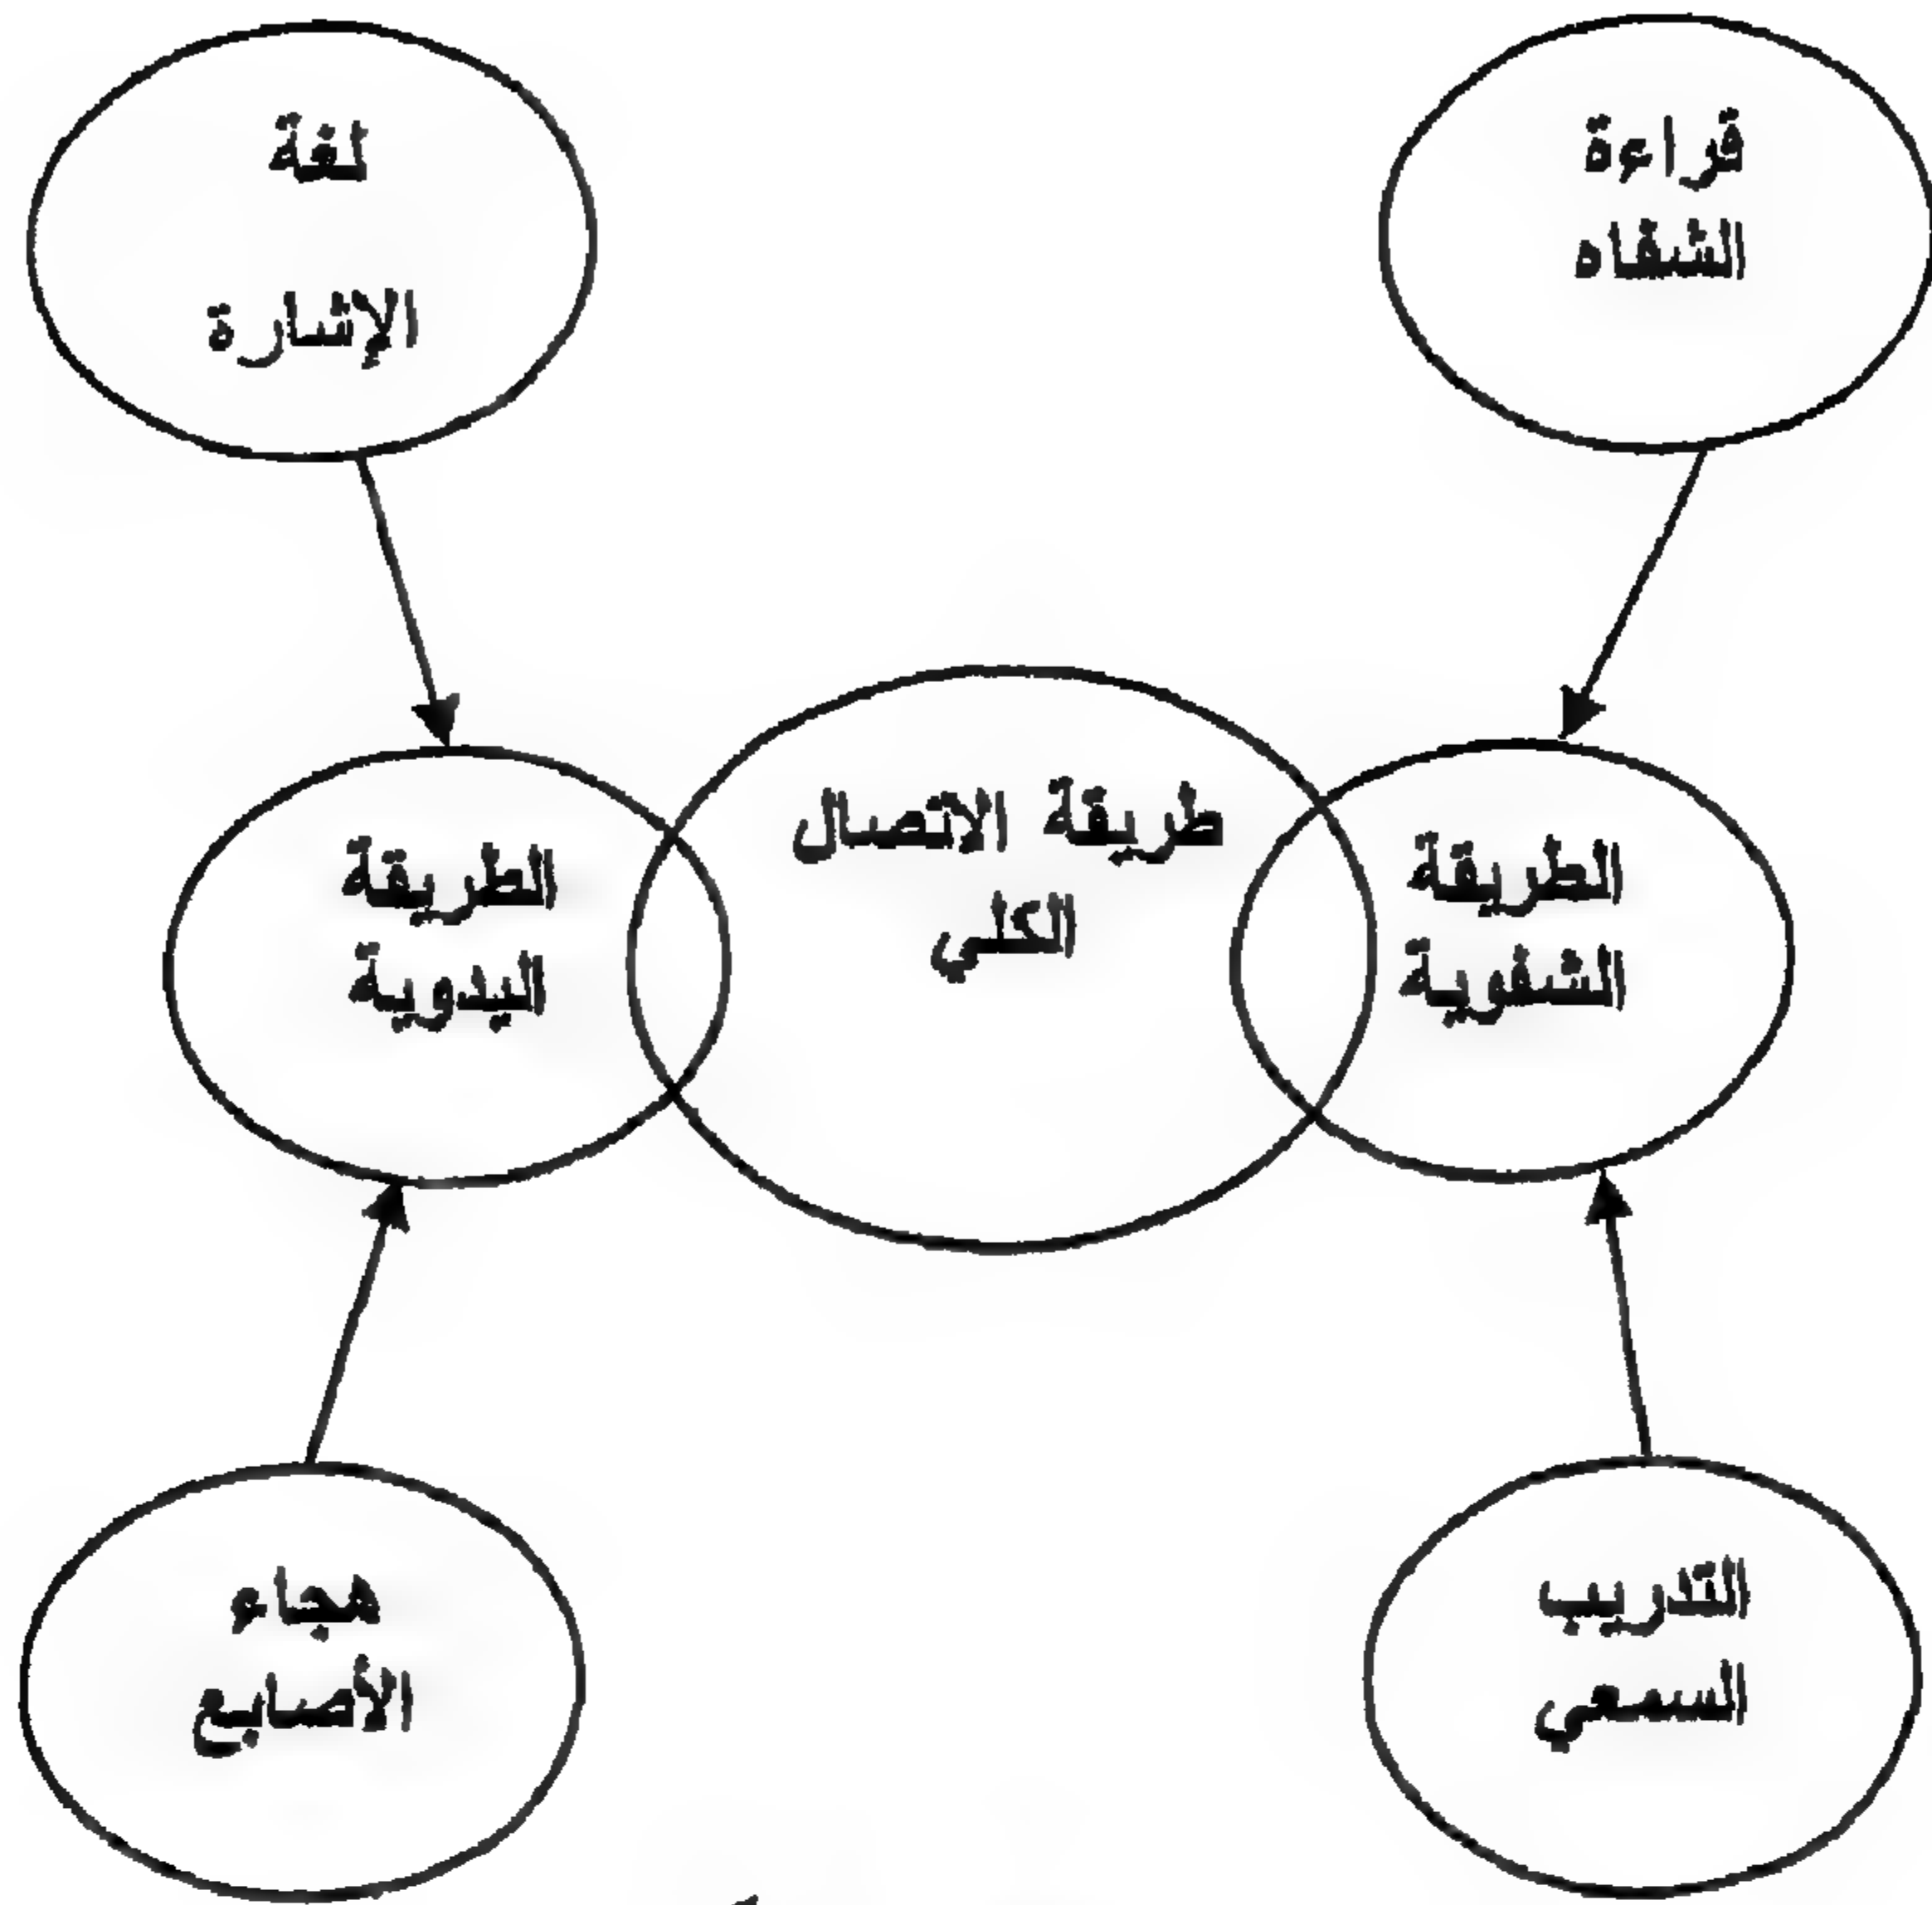 قراءة
الشفاه
لغة
الإشارة
طريقة الاتصال
الكلي
الطريقة
الشفوية
الطريقة
اليدوية
التدريب
السمعي
هجاء
الأصابع